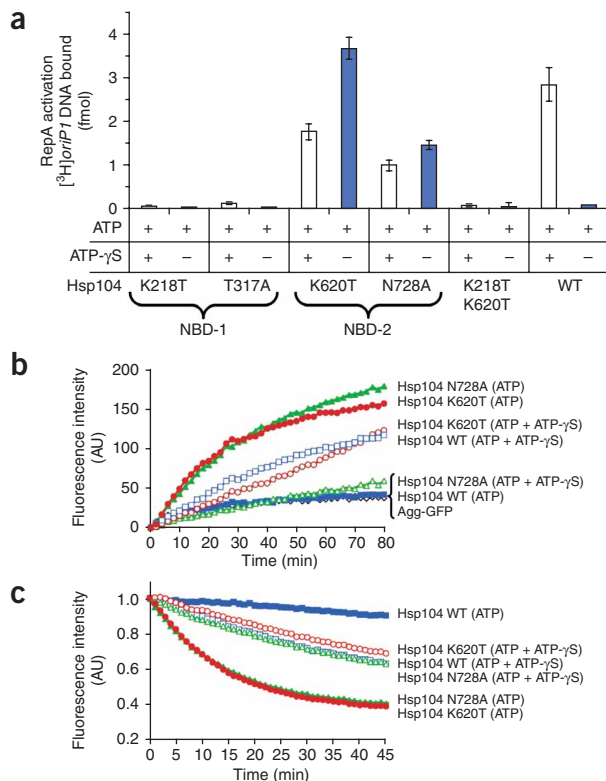 a
RepA activation
[³H]oriP1 DNA bound
(fmol)
4
3
2
1
0
ATP + + + + + + + + + +
ATP-γS + – + – + – + – + – + –
Hsp104 K218T T317A K620T N728A K218T K620T WT
NBD-1 NBD-2
b
Fluorescence intensity
(AU)
200
150
100
50
0
0 10 20 30 40 50 60 70 80
Time (min)
Hsp104 N728A (ATP)
Hsp104 K620T (ATP)
Hsp104 K620T (ATP + ATP-γS)
Hsp104 WT (ATP + ATP-γS)
Hsp104 N728A (ATP + ATP-γS)
Hsp104 WT (ATP)
Agg-GFP
c
Fluorescence intensity
(AU)
1.0
0.8
0.6
0.4
0.2
0 5 10 15 20 25 30 35 40 45
Time (min)
Hsp104 WT (ATP)
Hsp104 K620T (ATP + ATP-γS)
Hsp104 WT (ATP + ATP-γS)
Hsp104 N728A (ATP + ATP-γS)
Hsp104 N728A (ATP)
Hsp104 K620T (ATP)